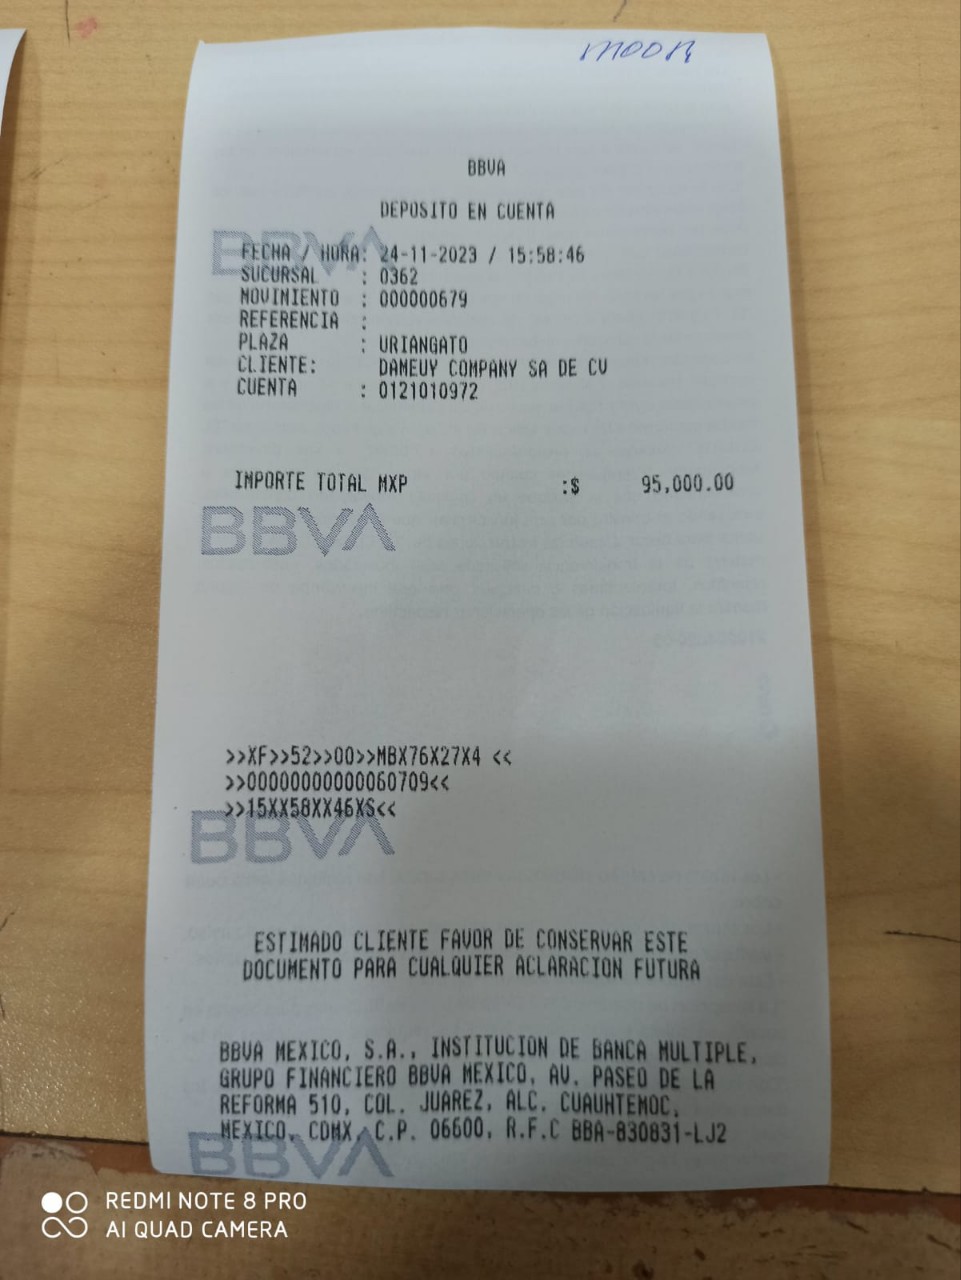 BBVA
DEPOSITO EN CUENTA
BBVA
FECHA / HORA: 24-11-2023 / 15:58:46
SUCURSAL : 0362
MOVIMIENTO : 000000679
REFERENCIA :
PLAZA : URIANGATO
CLIENTE: DAMEUY COMPANY SA DE CV
CUENTA : 0121010972
IMPORTE TOTAL MXP :$ 95,000.00
BBVA
>>XF>>52>>00>>MBX76X27X4 <<
>>00000000000060709<<
>>15XX58XX46XS<<
BBVA
ESTIMADO CLIENTE FAVOR DE CONSERVAR ESTE
DOCUMENTO PARA CUALQUIER ACLARACION FUTURA
BBVA MEXICO, S.A., INSTITUCION DE BANCA MULTIPLE,
GRUPO FINANCIERO BBVA MEXICO, AV. PASEO DE LA
REFORMA 510, COL. JUAREZ, ALC. CUAUHTEMOC,
MEXICO, CDMX, C.P. 06600, R.F.C BBA-830831-LJ2
BBVA
REDMI NOTE 8 PRO
AI QUAD CAMERA